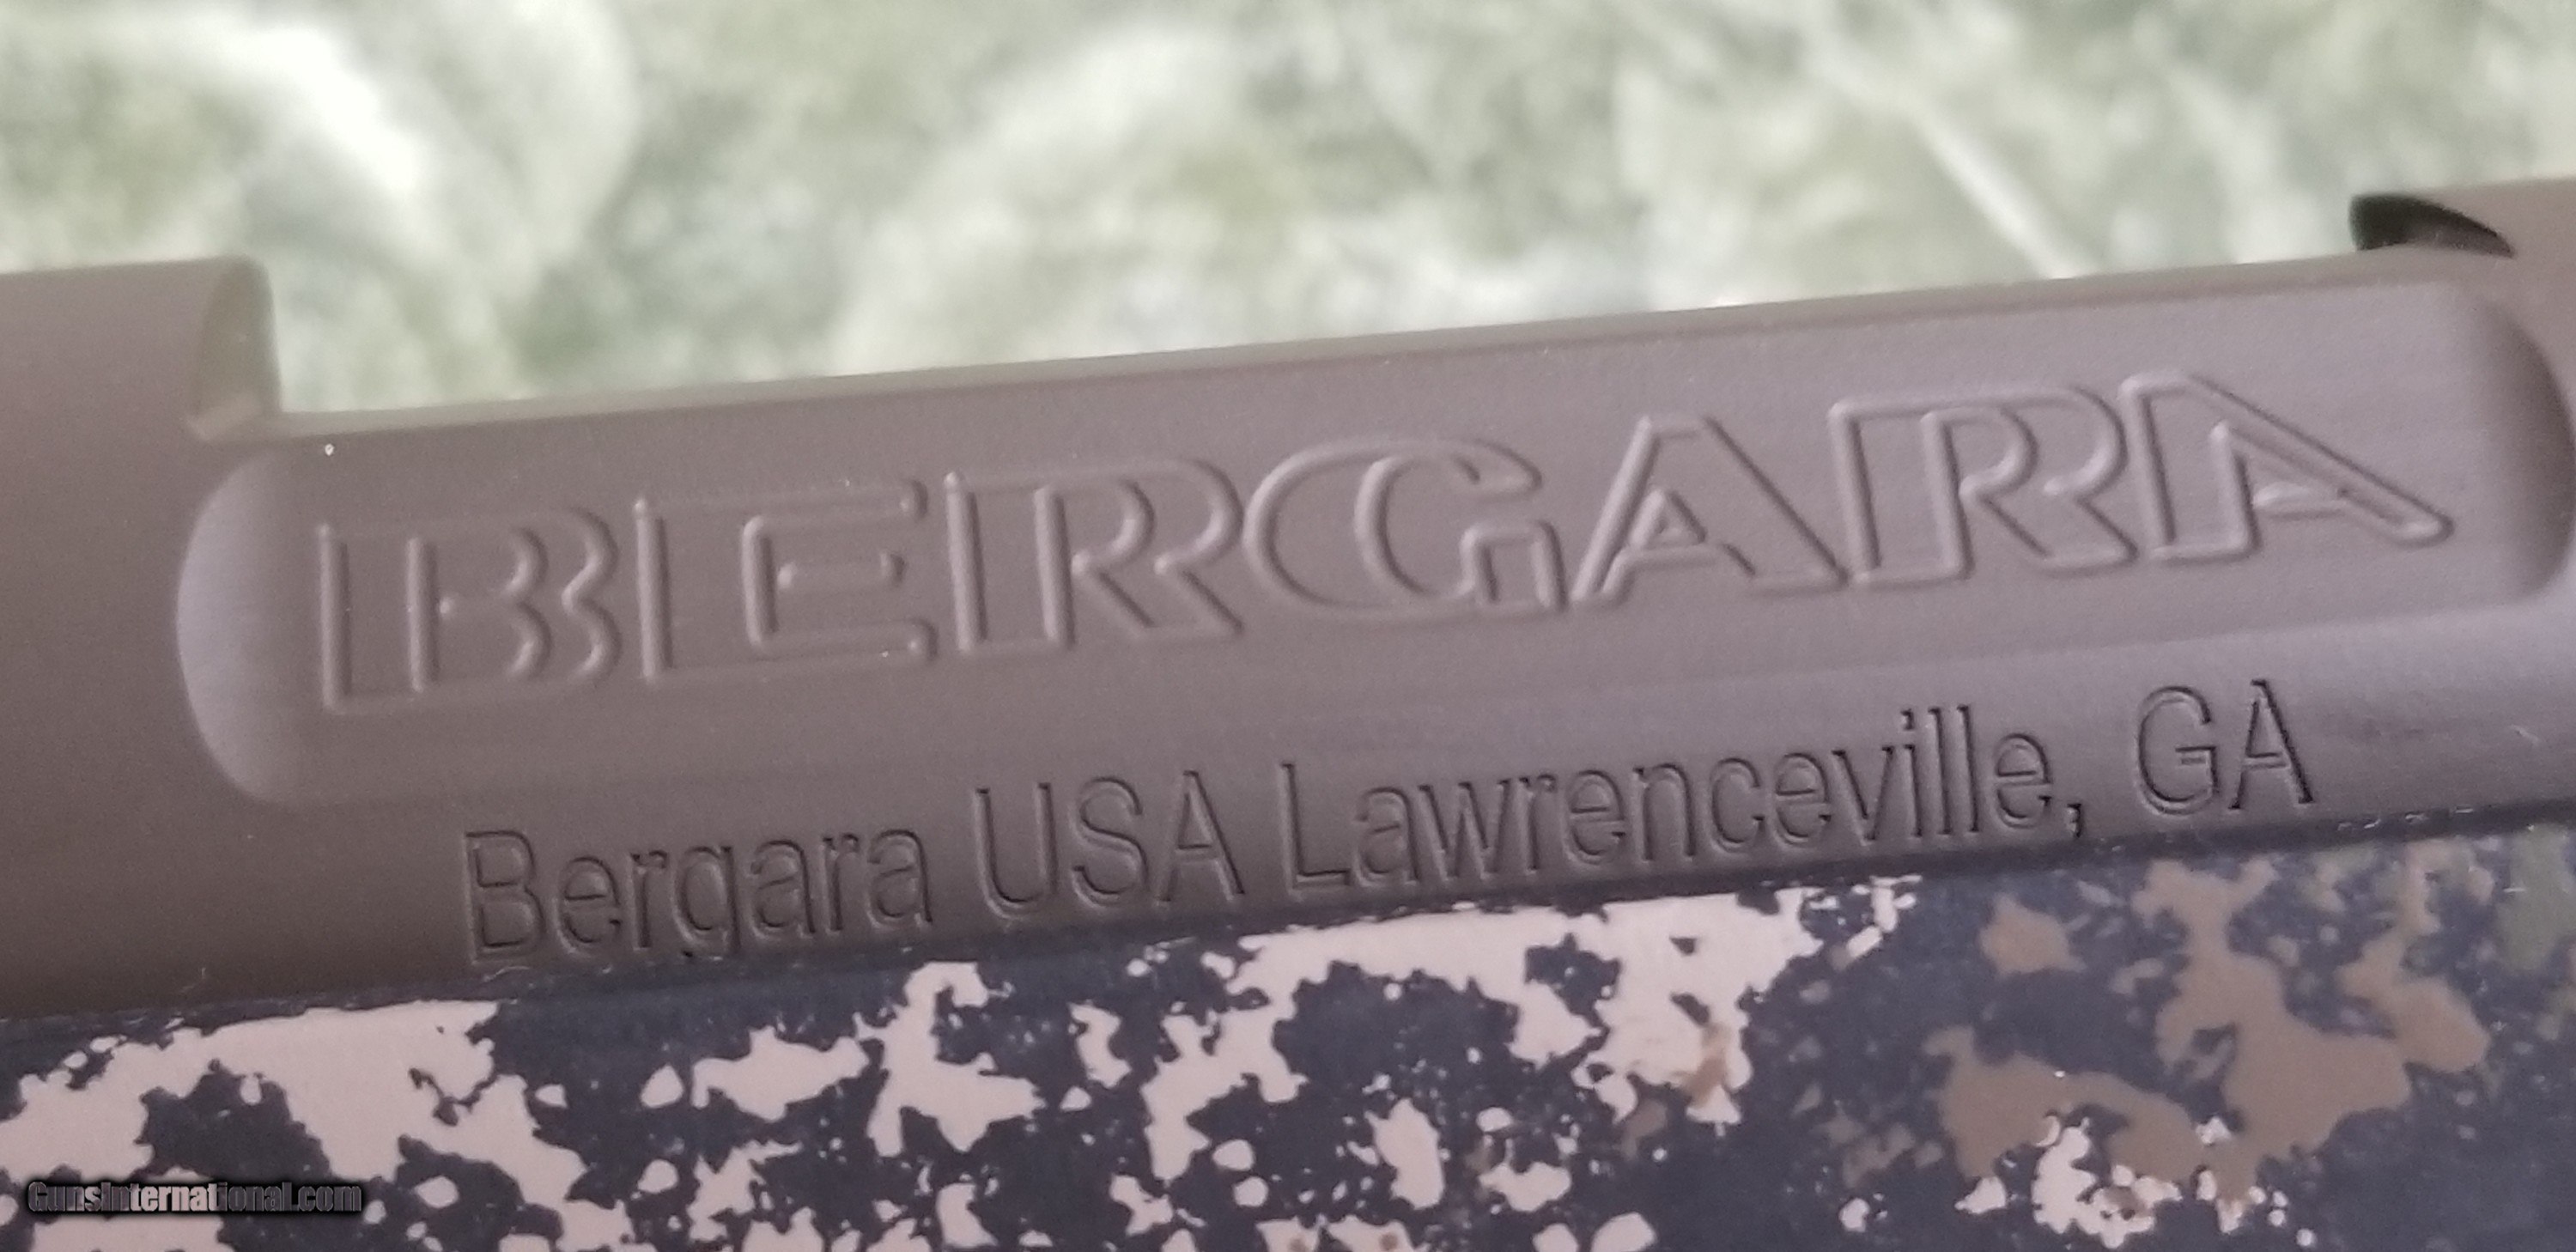 BERGARA
Bergara USA Lawrenceville, GA
GunsInternational.com